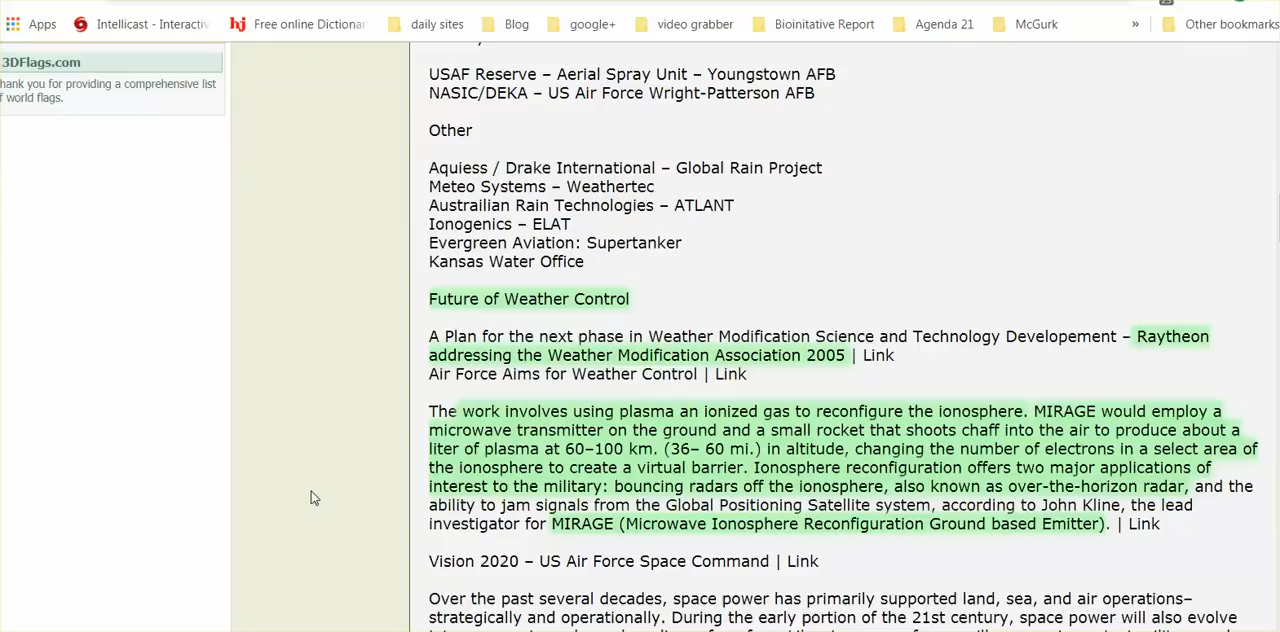 Apps
Intellicast - Interactiv
hj Free online Dictionar
daily sites
Blog
google+
video grabber
Bioinitative Report
Agenda 21
McGurk
»
Other bookmarks
3DFlags.com
hank you for providing a comprehensive list
f world flags.
USAF Reserve – Aerial Spray Unit – Youngstown AFB
NASIC/DEKA – US Air Force Wright-Patterson AFB
Other
Aquiess / Drake International – Global Rain Project
Meteo Systems – Weathertec
Austrailian Rain Technologies – ATLANT
Ionogenics – ELAT
Evergreen Aviation: Supertanker
Kansas Water Office
Future of Weather Control
A Plan for the next phase in Weather Modification Science and Technology Developement – Raytheon
addressing the Weather Modification Association 2005 | Link
Air Force Aims for Weather Control | Link
The work involves using plasma an ionized gas to reconfigure the ionosphere. MIRAGE would employ a
microwave transmitter on the ground and a small rocket that shoots chaff into the air to produce about a
liter of plasma at 60–100 km. (36– 60 mi.) in altitude, changing the number of electrons in a select area of
the ionosphere to create a virtual barrier. Ionosphere reconfiguration offers two major applications of
interest to the military: bouncing radars off the ionosphere, also known as over-the-horizon radar, and the
ability to jam signals from the Global Positioning Satellite system, according to John Kline, the lead
investigator for MIRAGE (Microwave Ionosphere Reconfiguration Ground based Emitter). | Link
Vision 2020 – US Air Force Space Command | Link
Over the past several decades, space power has primarily supported land, sea, and air operations–
strategically and operationally. During the early portion of the 21st century, space power will also evolve